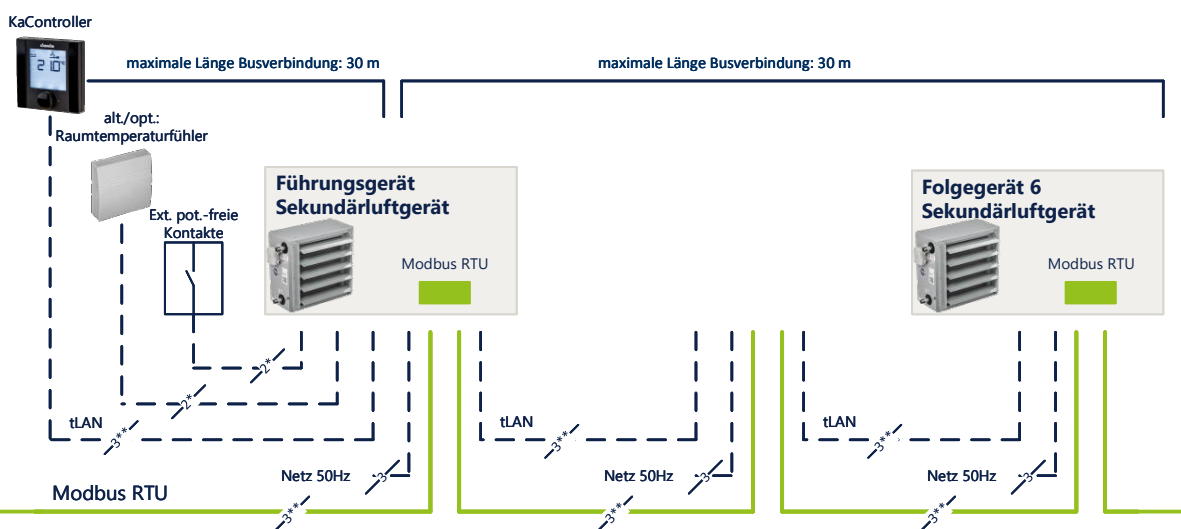 KaController
maximale Länge Busverbindung: 30 m
maximale Länge Busverbindung: 30 m
alt./opt.:
Raumtemperaturfühler
Ext. pot.-freie
Kontakte
Führungsgerät
Sekundärluftgerät
Modbus RTU
Folgegerät 6
Sekundärluftgerät
Modbus RTU
2*
2*
tLAN
3**
tLAN
3**
tLAN
3**
Netz 50Hz
3
Netz 50Hz
3
Netz 50Hz
3
Modbus RTU
3**
3**
3**